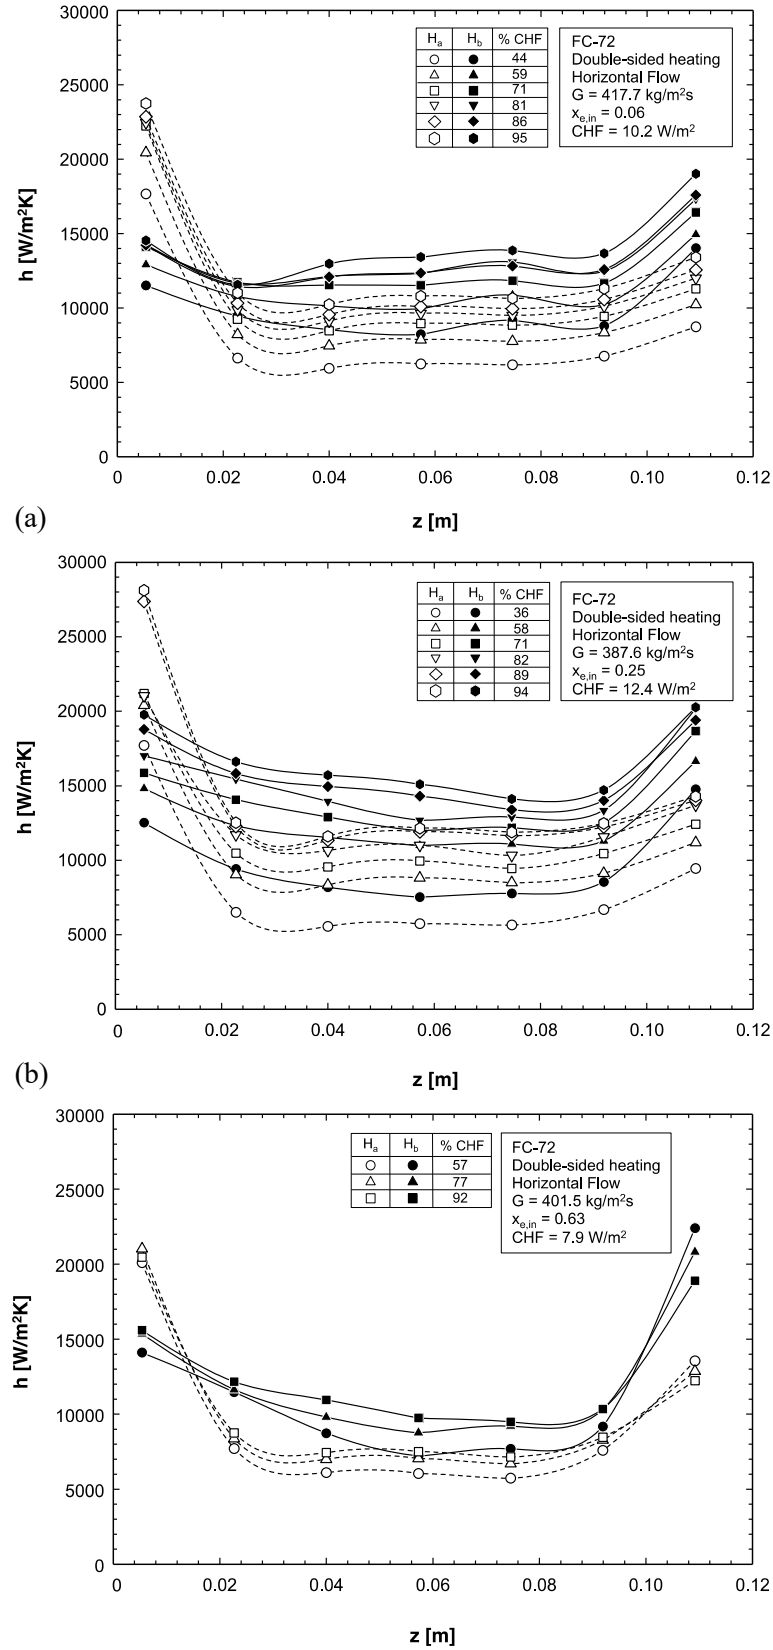 30000
25000
20000
15000
10000
5000
0
h [W/m²K]
Hₐ H_b % CHF
44
59
71
81
86
95
FC-72
Double-sided heating
Horizontal Flow
G = 417.7 kg/m²s
xₑ,ᵢₙ = 0.06
CHF = 10.2 W/m²
0 0.02 0.04 0.06 0.08 0.10 0.12
(a)
z [m]
30000
25000
20000
15000
10000
5000
0
h [W/m²K]
Hₐ H_b % CHF
36
58
71
82
89
94
FC-72
Double-sided heating
Horizontal Flow
G = 387.6 kg/m²s
xₑ,ᵢₙ = 0.25
CHF = 12.4 W/m²
0 0.02 0.04 0.06 0.08 0.10 0.12
(b)
z [m]
30000
25000
20000
15000
10000
5000
0
h [W/m²K]
Hₐ H_b % CHF
57
77
92
FC-72
Double-sided heating
Horizontal Flow
G = 401.5 kg/m²s
xₑ,ᵢₙ = 0.63
CHF = 7.9 W/m²
0 0.02 0.04 0.06 0.08 0.10 0.12
z [m]